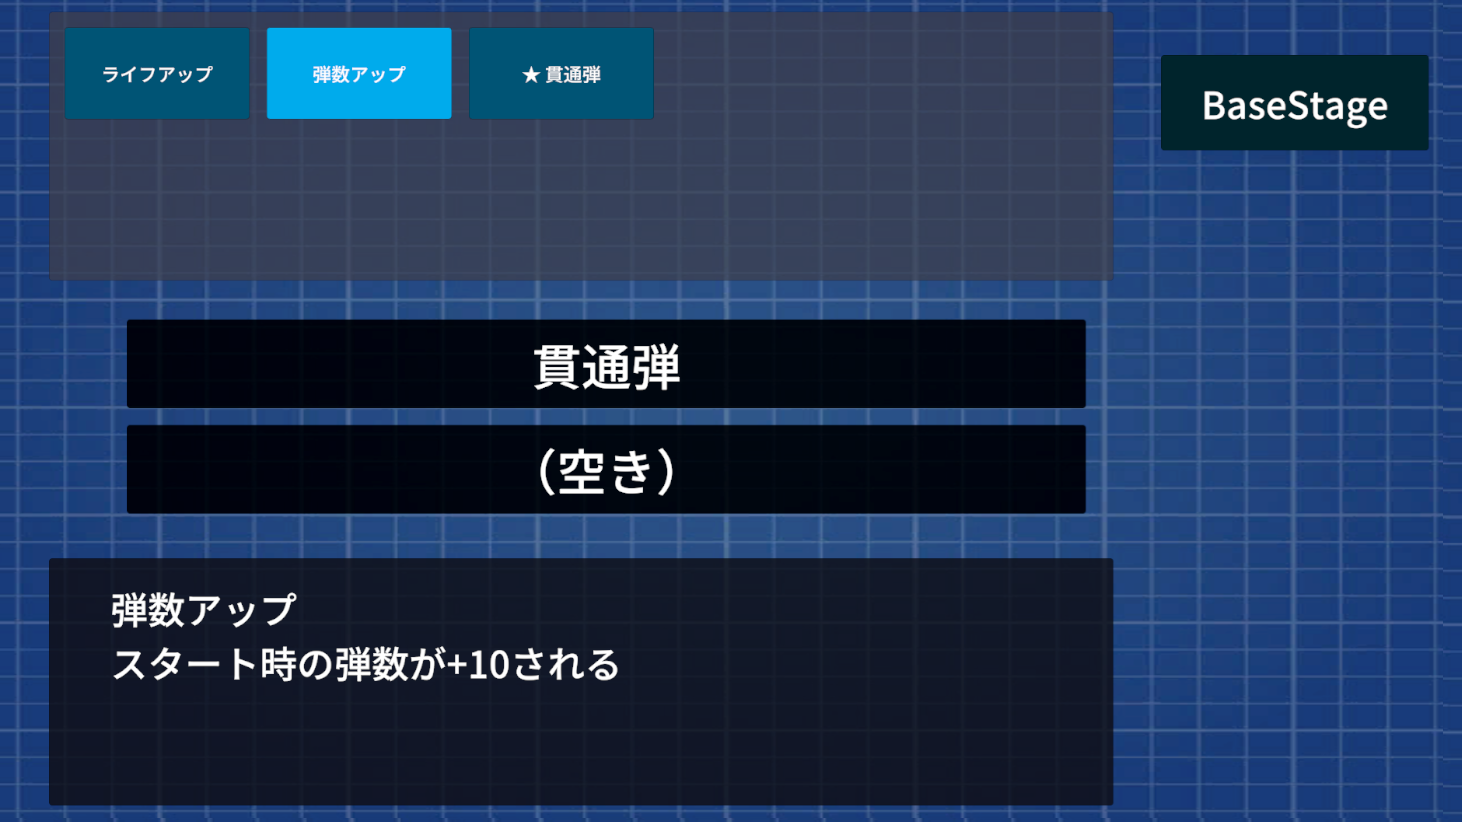 ライフアップ
弾数アップ
★ 貫通弾
BaseStage
貫通弾
（空き）
弾数アップ
スタート時の弾数が+10される